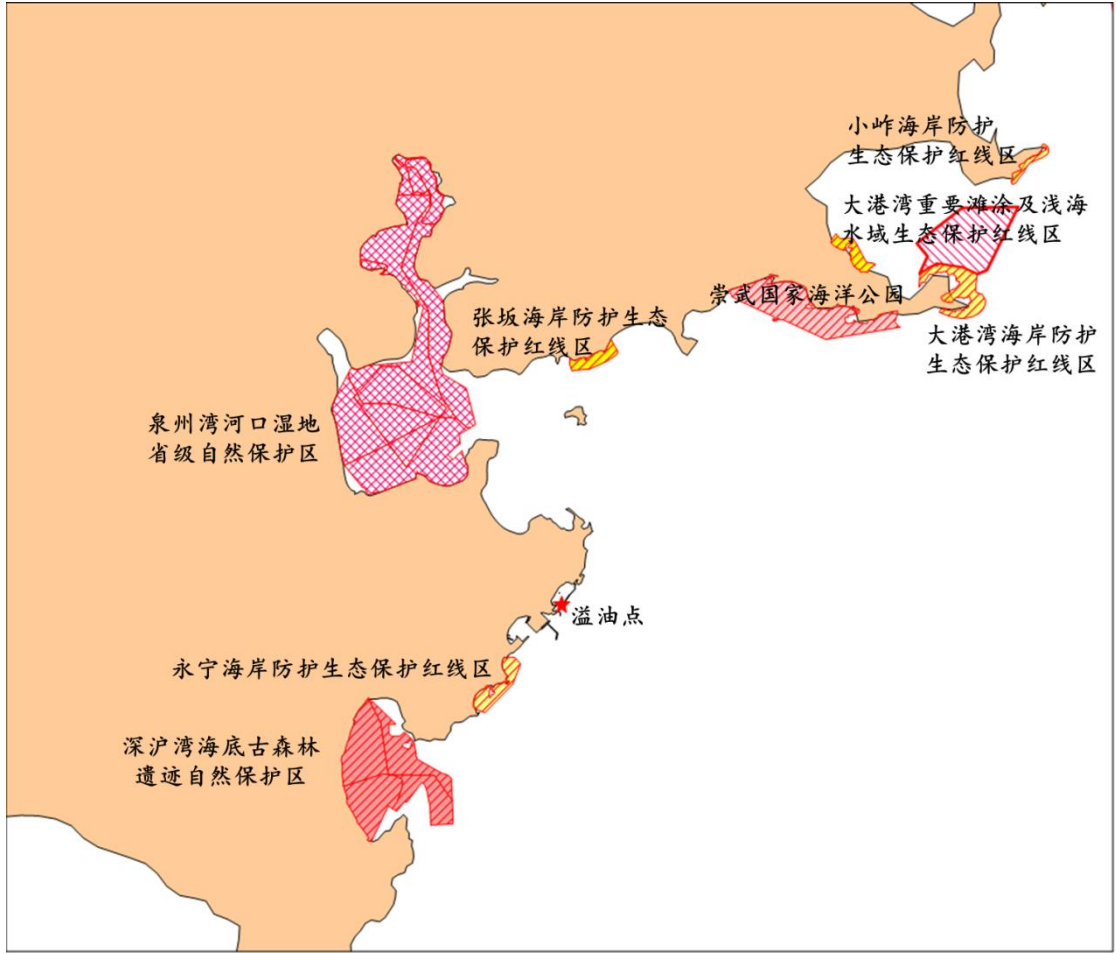 小岞海岸防护
生态保护红线区
大港湾重要滩涂及浅海
水域生态保护红线区
崇武国家海洋公园
张坂海岸防护生态
保护红线区
大港湾海岸防护
生态保护红线区
泉州湾河口湿地
省级自然保护区
溢油点
永宁海岸防护生态保护红线区
深沪湾海底古森林
遗迹自然保护区